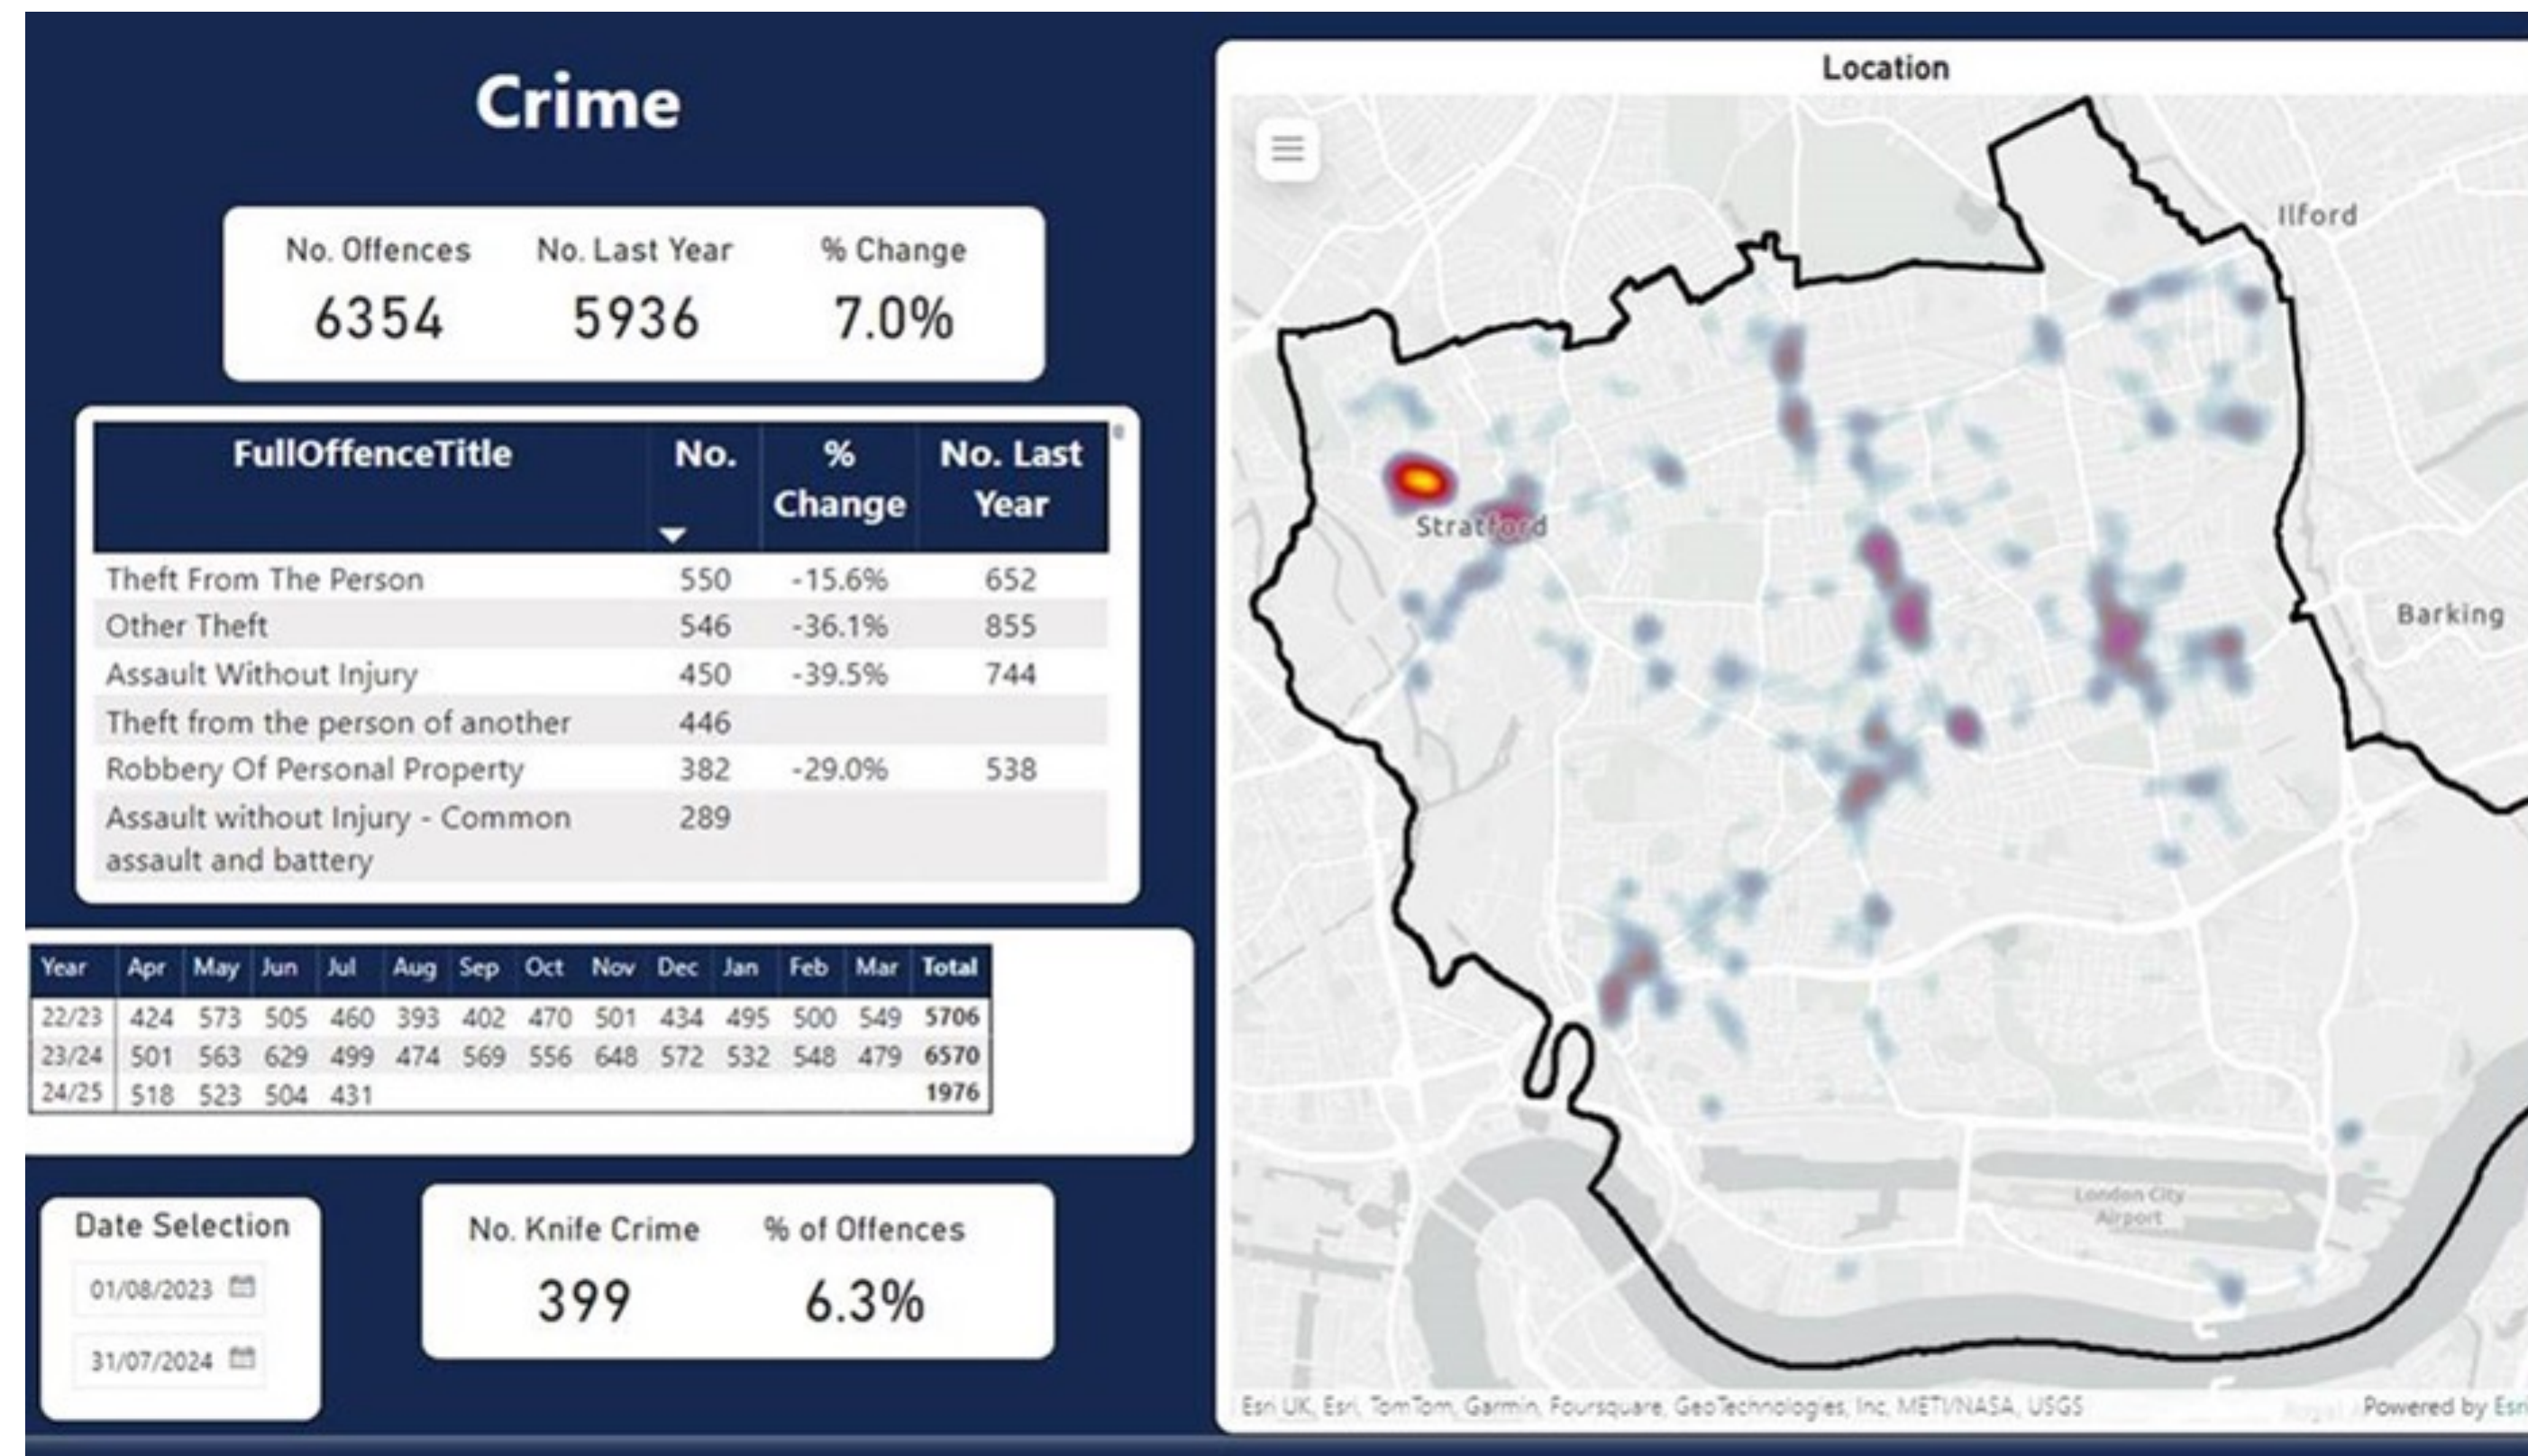 Crime
No. Offences No. Last Year % Change
6354 5936 7.0%
FullOffenceTitle No. % Change No. Last Year
Theft From The Person 550 -15.6% 652
Other Theft 546 -36.1% 855
Assault Without Injury 450 -39.5% 744
Theft from the person of another 446
Robbery Of Personal Property 382 -29.0% 538
Assault without Injury - Common 289
assault and battery
Year Apr May Jun Jul Aug Sep Oct Nov Dec Jan Feb Mar Total
22/23 424 573 505 460 393 402 470 501 434 495 500 549 5706
23/24 501 563 629 499 474 569 556 648 572 532 548 479 6570
24/25 518 523 504 431 1976
Date Selection
01/08/2023
31/07/2024
No. Knife Crime % of Offences
399 6.3%
Location
Ilford
Stratford
Barking
London City
Airport
Esri UK, Esri, TomTom, Garmin, Foursquare, GeoTechnologies, Inc, METI/NASA, USGS
Powered by Esri